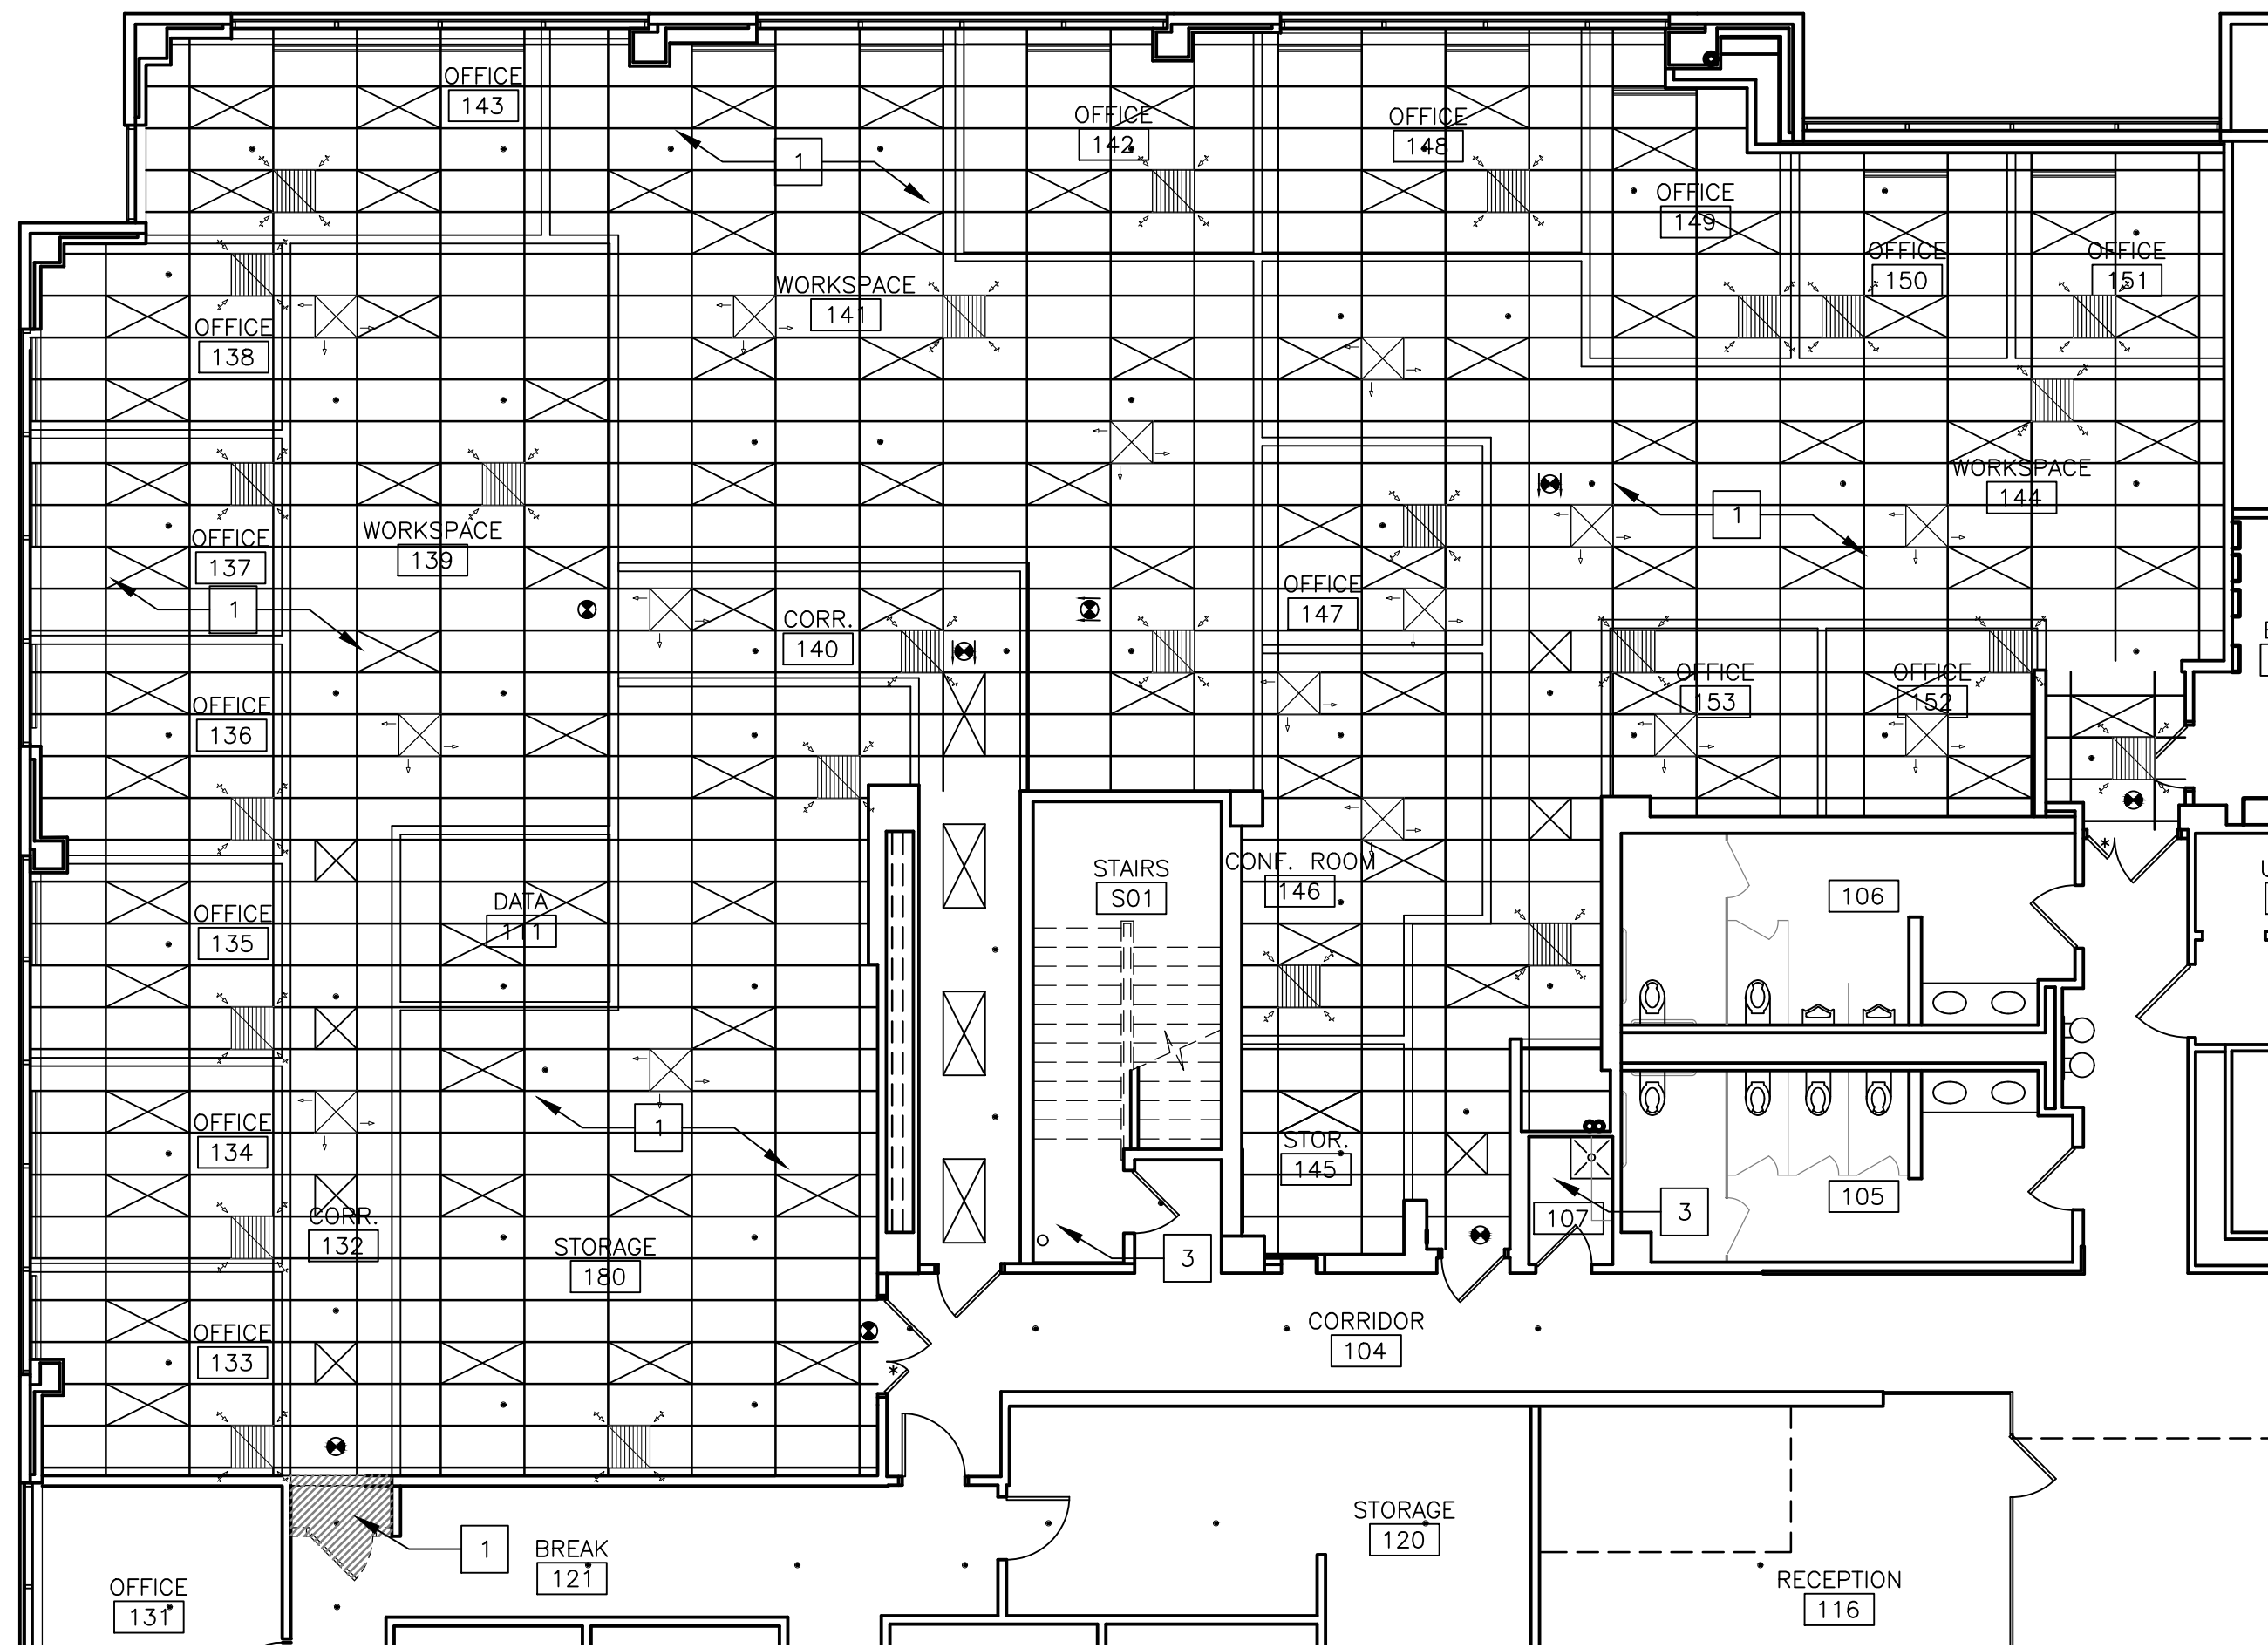 OFFICE
143
OFFICE
142
OFFICE
148
1
OFFICE
149
OFFICE
150
OFFICE
151
WORKSPACE
141
OFFICE
138
WORKSPACE
144
1
WORKSPACE
139
OFFICE
137
1
OFFICE
147
CORR.
140
OFFICE
153
OFFICE
152
OFFICE
136
STAIRS
S01
CONF. ROOM
146
106
DATA
111
OFFICE
135
OFFICE
134
1
STOR.
145
105
107
3
CORR.
132
STORAGE
180
3
OFFICE
133
CORRIDOR
104
*
*
1
BREAK
121
STORAGE
120
OFFICE
131
RECEPTION
116